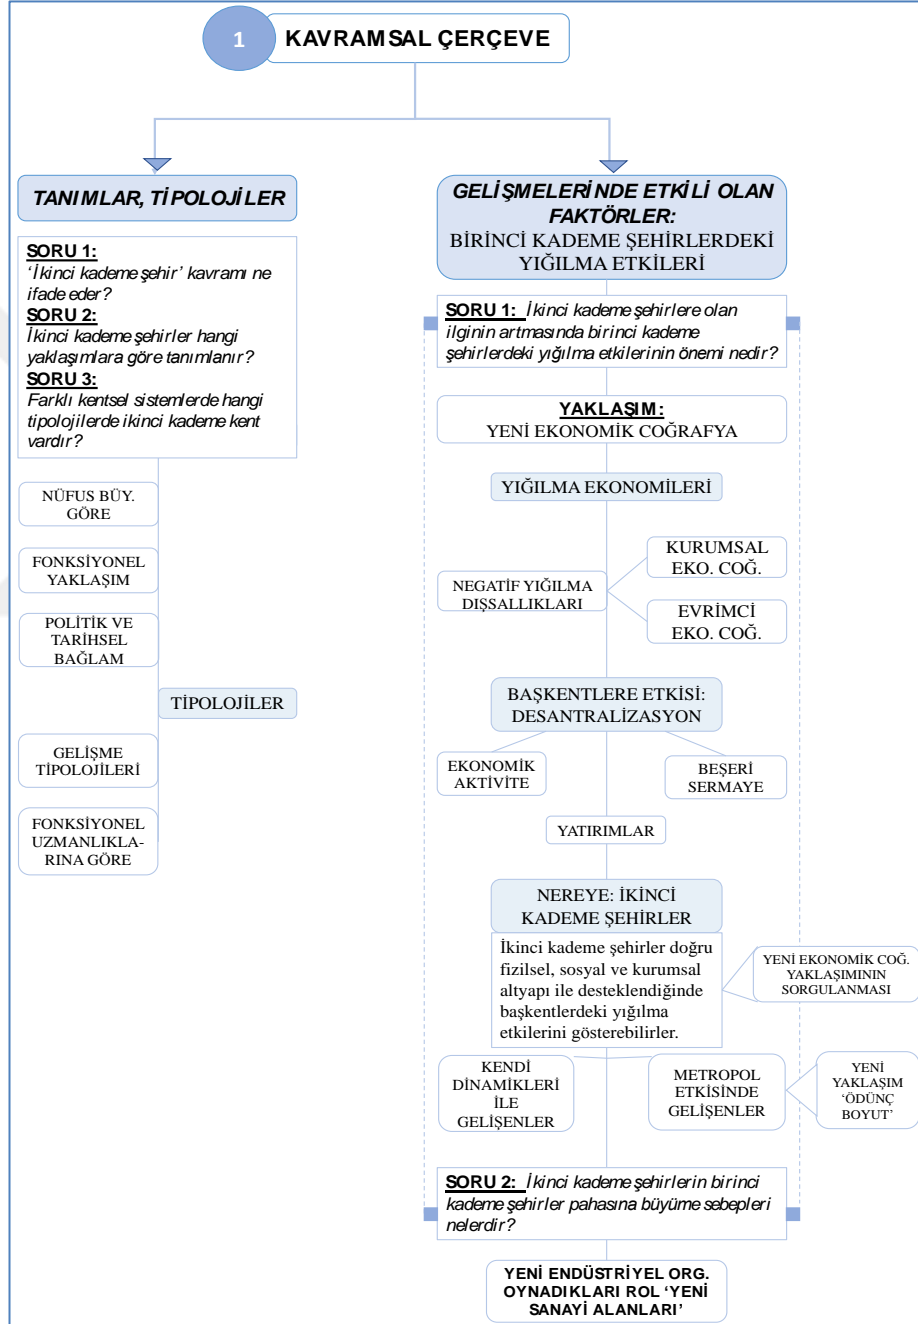 1
KAVRAMSAL ÇERÇEVE
TANIMLAR, TİPOLOJİLER
SORU 1:
'İkinci kademe şehir' kavramı ne
ifade eder?
SORU 2:
İkinci kademe şehirler hangi
yaklaşımlara göre tanımlanır?
SORU 3:
Farklı kentsel sistemlerde hangi
tipolojilerde ikinci kademe kent
vardır?
NÜFUS BÜY.
GÖRE
FONKSİYONEL
YAKLAŞIM
POLİTİK VE
TARİHSEL
BAĞLAM
TİPOLOJİLER
GELİŞME
TİPOLOJİLERİ
FONKSİYONEL
UZMANLIKLA-
RINA GÖRE
GELİŞMELERİNDE ETKİLİ OLAN
FAKTÖRLER:
BİRİNCİ KADEME ŞEHİRLERDEKİ
YIĞILMA ETKİLERİ
SORU 1: İkinci kademe şehirlere olan
ilginin artmasında birinci kademe
şehirlerdeki yığılma etkilerinin önemi nedir?
YAKLAŞIM:
YENİ EKONOMİK COĞRAFYA
YIĞILMA EKONOMİLERİ
NEGATİF YIĞILMA
DIŞSALLIKLARI
KURUMSAL
EKO. COĞ.
EVRİMCİ
EKO. COĞ.
BAŞKENTLERE ETKİSİ:
DESANTRALİZASYON
EKONOMİK
AKTİVİTE
BEŞERİ
SERMAYE
YATIRIMLAR
NEREYE: İKİNCİ
KADEME ŞEHİRLER
İkinci kademe şehirler doğru
fizilsel, sosyal ve kurumsal
altyapı ile desteklendiğinde
başkentlerdeki yığılma
etkilerini gösterebilirler.
YENİ EKONOMİK COĞ.
YAKLAŞIMININ
SORGULANMASI
KENDİ
DİNAMİKLERİ
İLE
GELİŞENLER
METROPOL
ETKİSİNDE
GELİŞENLER
YENİ
YAKLAŞIM
'ÖDÜNÇ
BOYUT'
SORU 2: İkinci kademe şehirlerin birinci
kademe şehirler pahasına büyüme sebepleri
nelerdir?
YENİ ENDÜSTRİYEL ORG.
OYNADIKLARI ROL 'YENİ
SANAYİ ALANLARI'